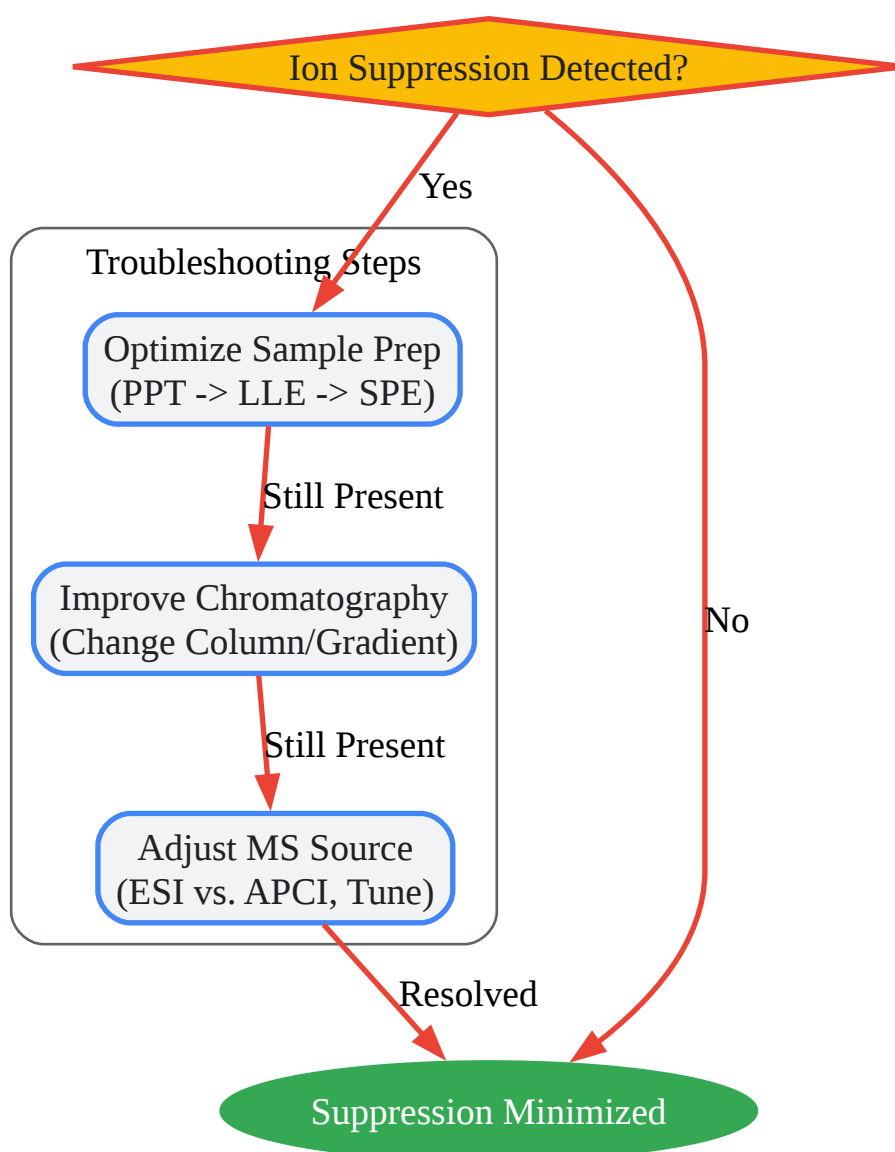 Ion Suppression Detected?
Yes
Troubleshooting Steps
Optimize Sample Prep
(PPT -> LLE -> SPE)
Still Present
Improve Chromatography
(Change Column/Gradient)
No
Still Present
Adjust MS Source
(ESI vs. APCI, Tune)
Resolved
Suppression Minimized